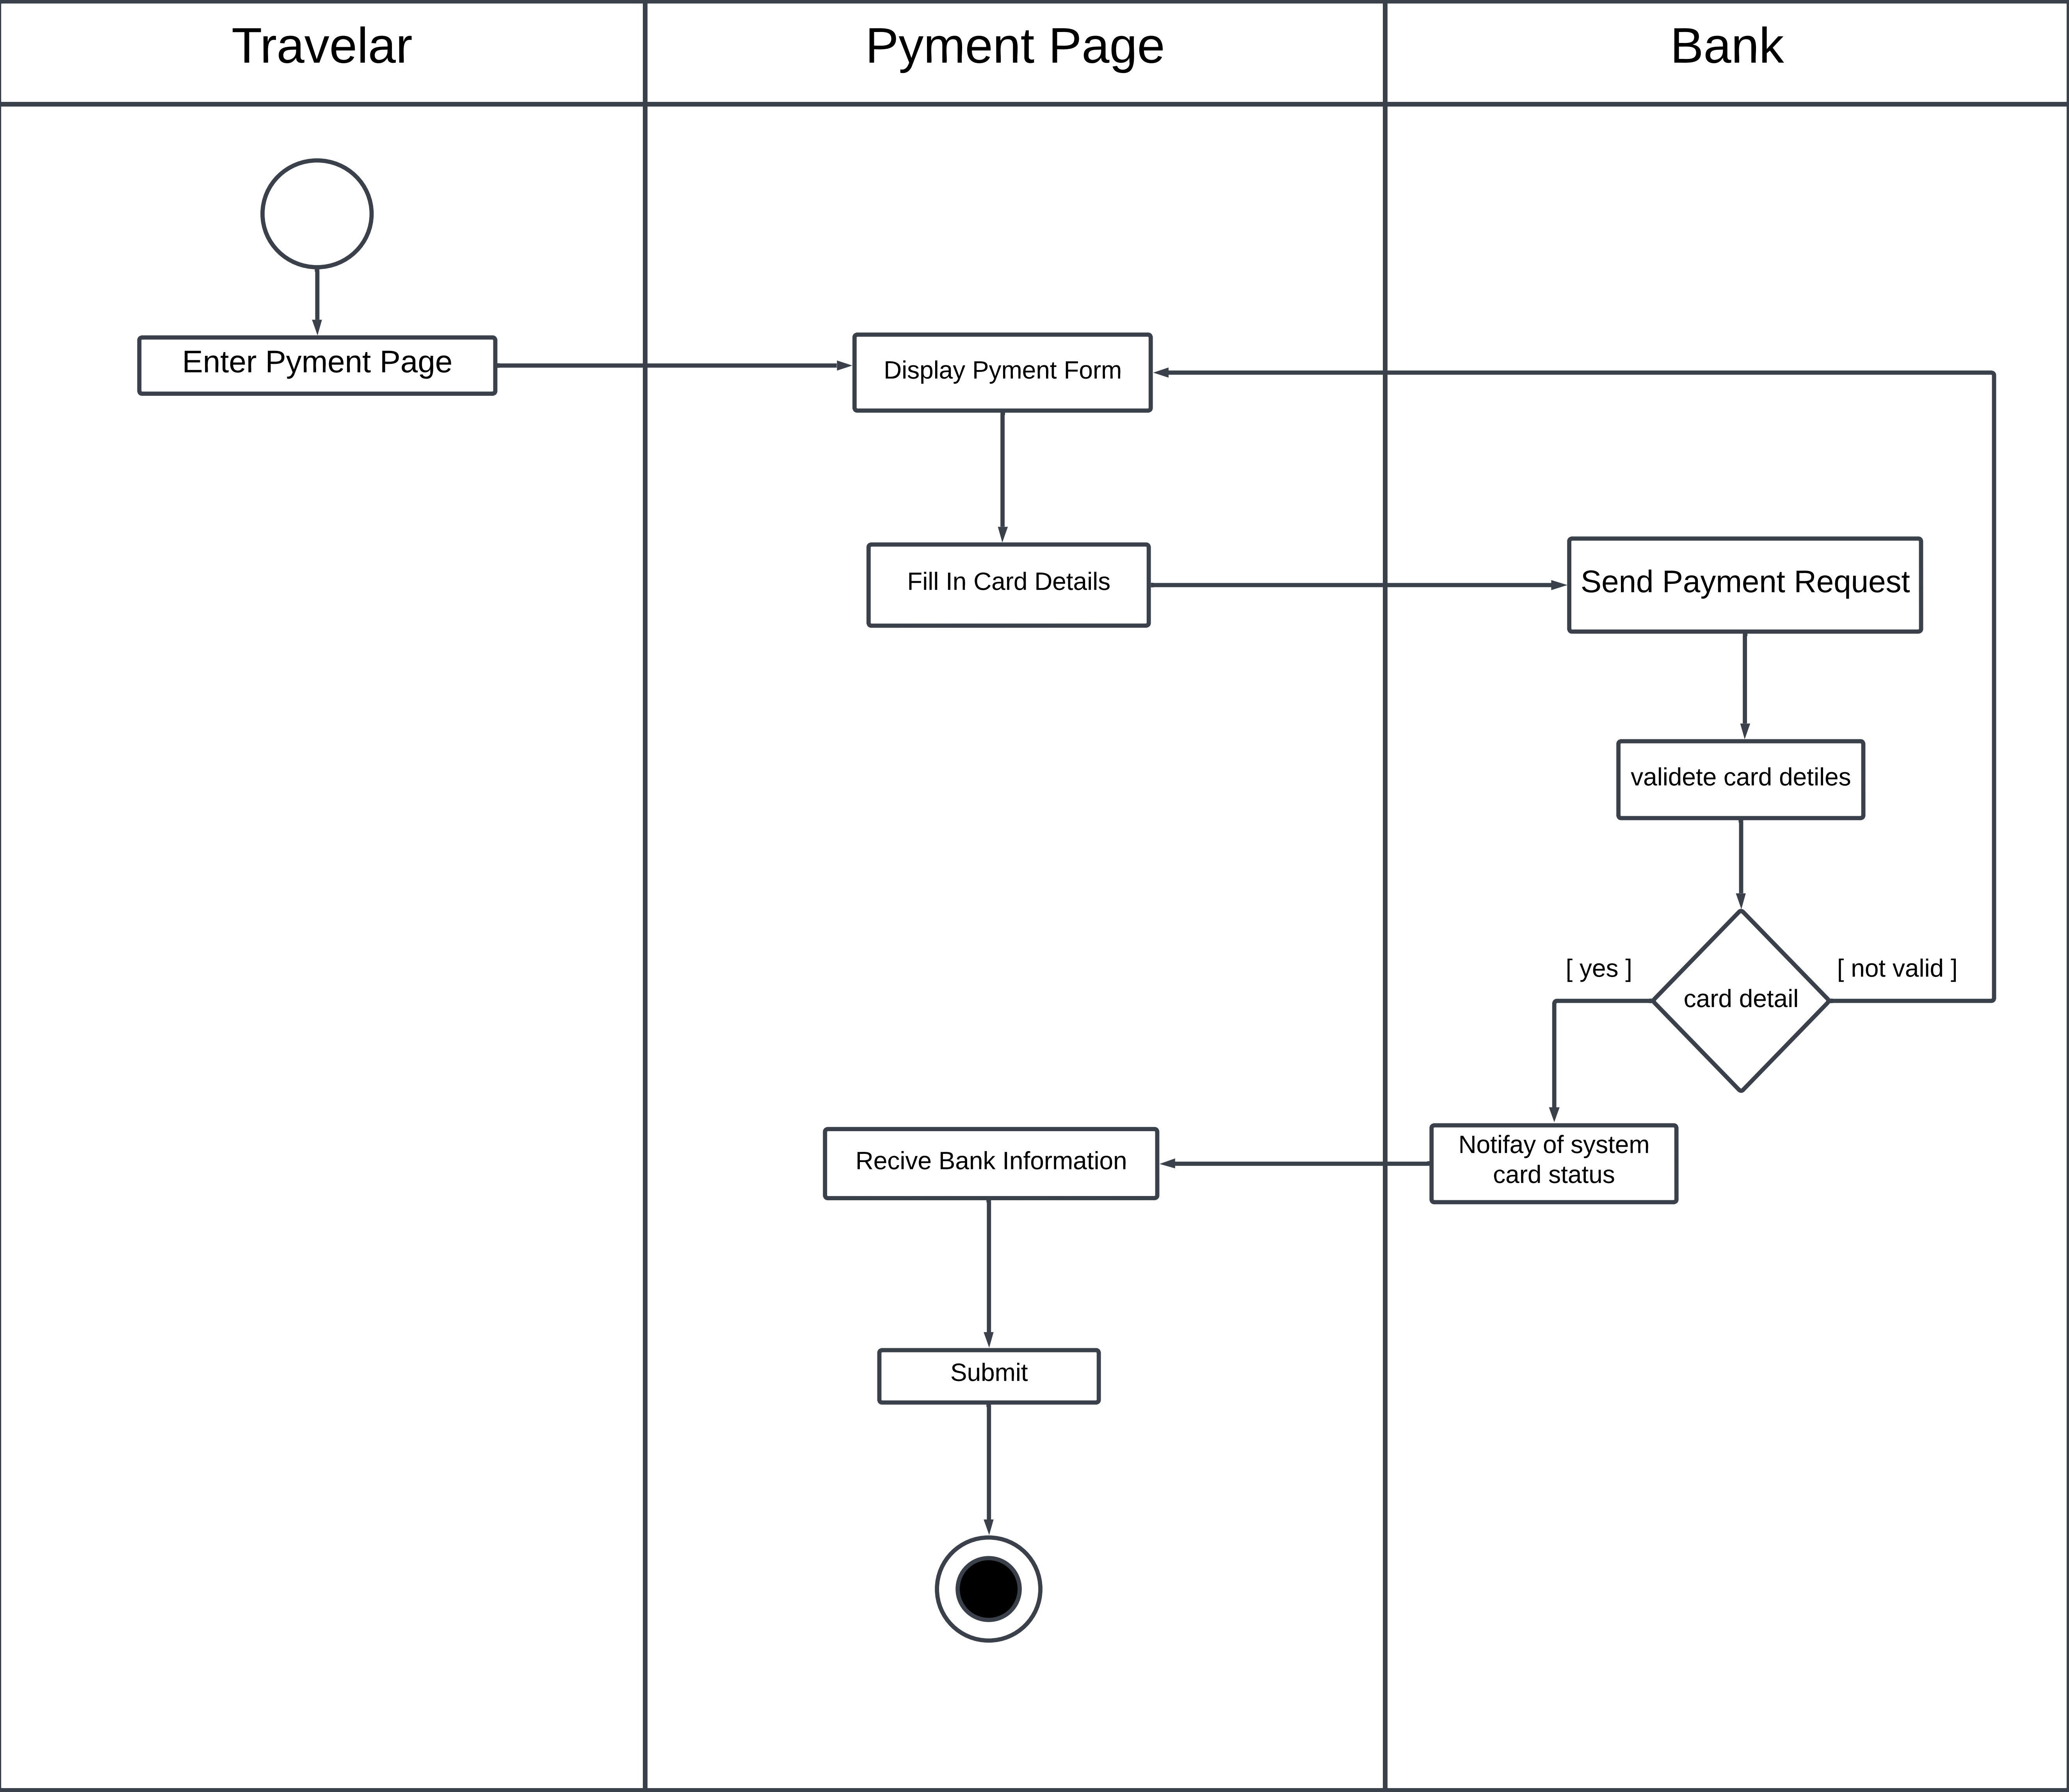 Travelar
Pyment Page
Bank
Enter Pyment Page
Display Pyment Form
Fill In Card Details
Send Payment Request
validete card detiles
[ yes ]
[ not valid ]
card detail
Notifay of system
card status
Recive Bank Information
Submit